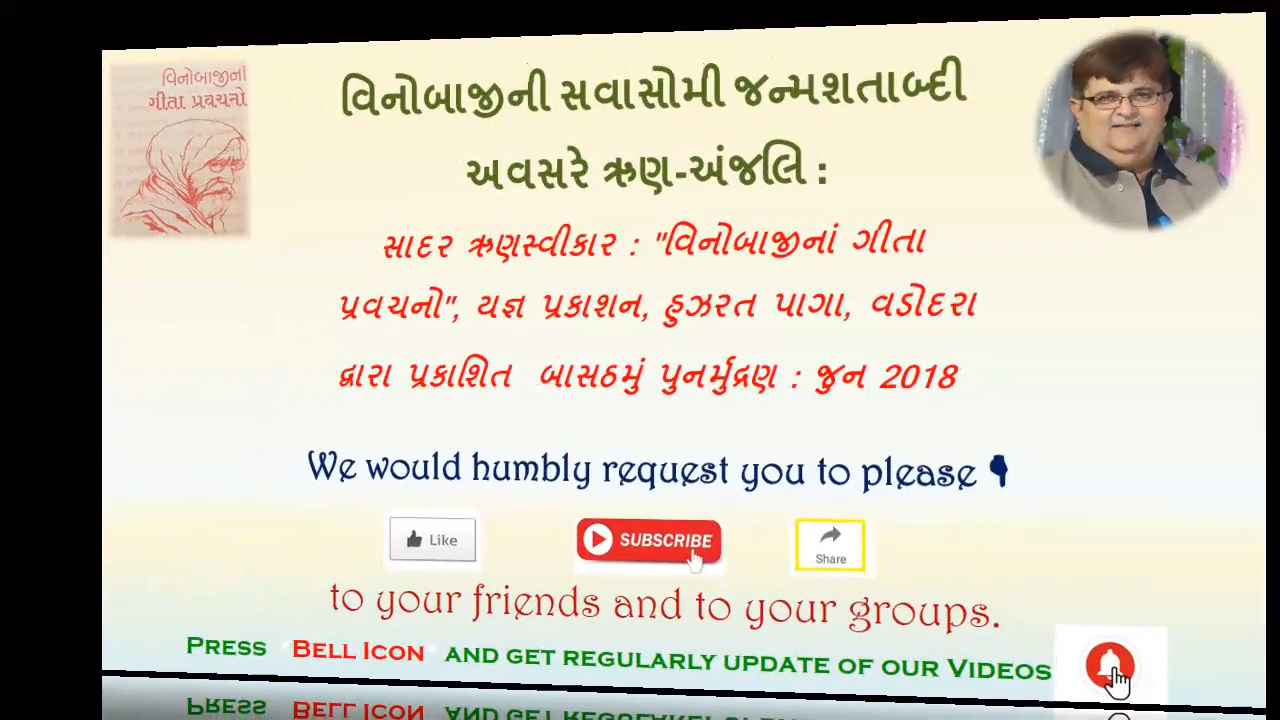 વિનોબાજીનાં
ગીતા પ્રવચનો
વિનોબાજીની સવાસોમી જન્મશતાબ્દી
અવસરે ઋણ-અંજલિ :
સાદર ઋણસ્વીકાર : "વિનોબાજીનાં ગીતા
પ્રવચનો", યજ્ઞ પ્રકાશન, હુઝરત પાગા, વડોદરા
દ્વારા પ્રકાશિત બાસઠમું પુનર્મુદ્રણ : જુન 2018
We would humbly request you to please
Like SUBSCRIBE Share
to your friends and to your groups.
PRESS BELL ICON AND GET REGULARLY UPDATE OF OUR VIDEOS